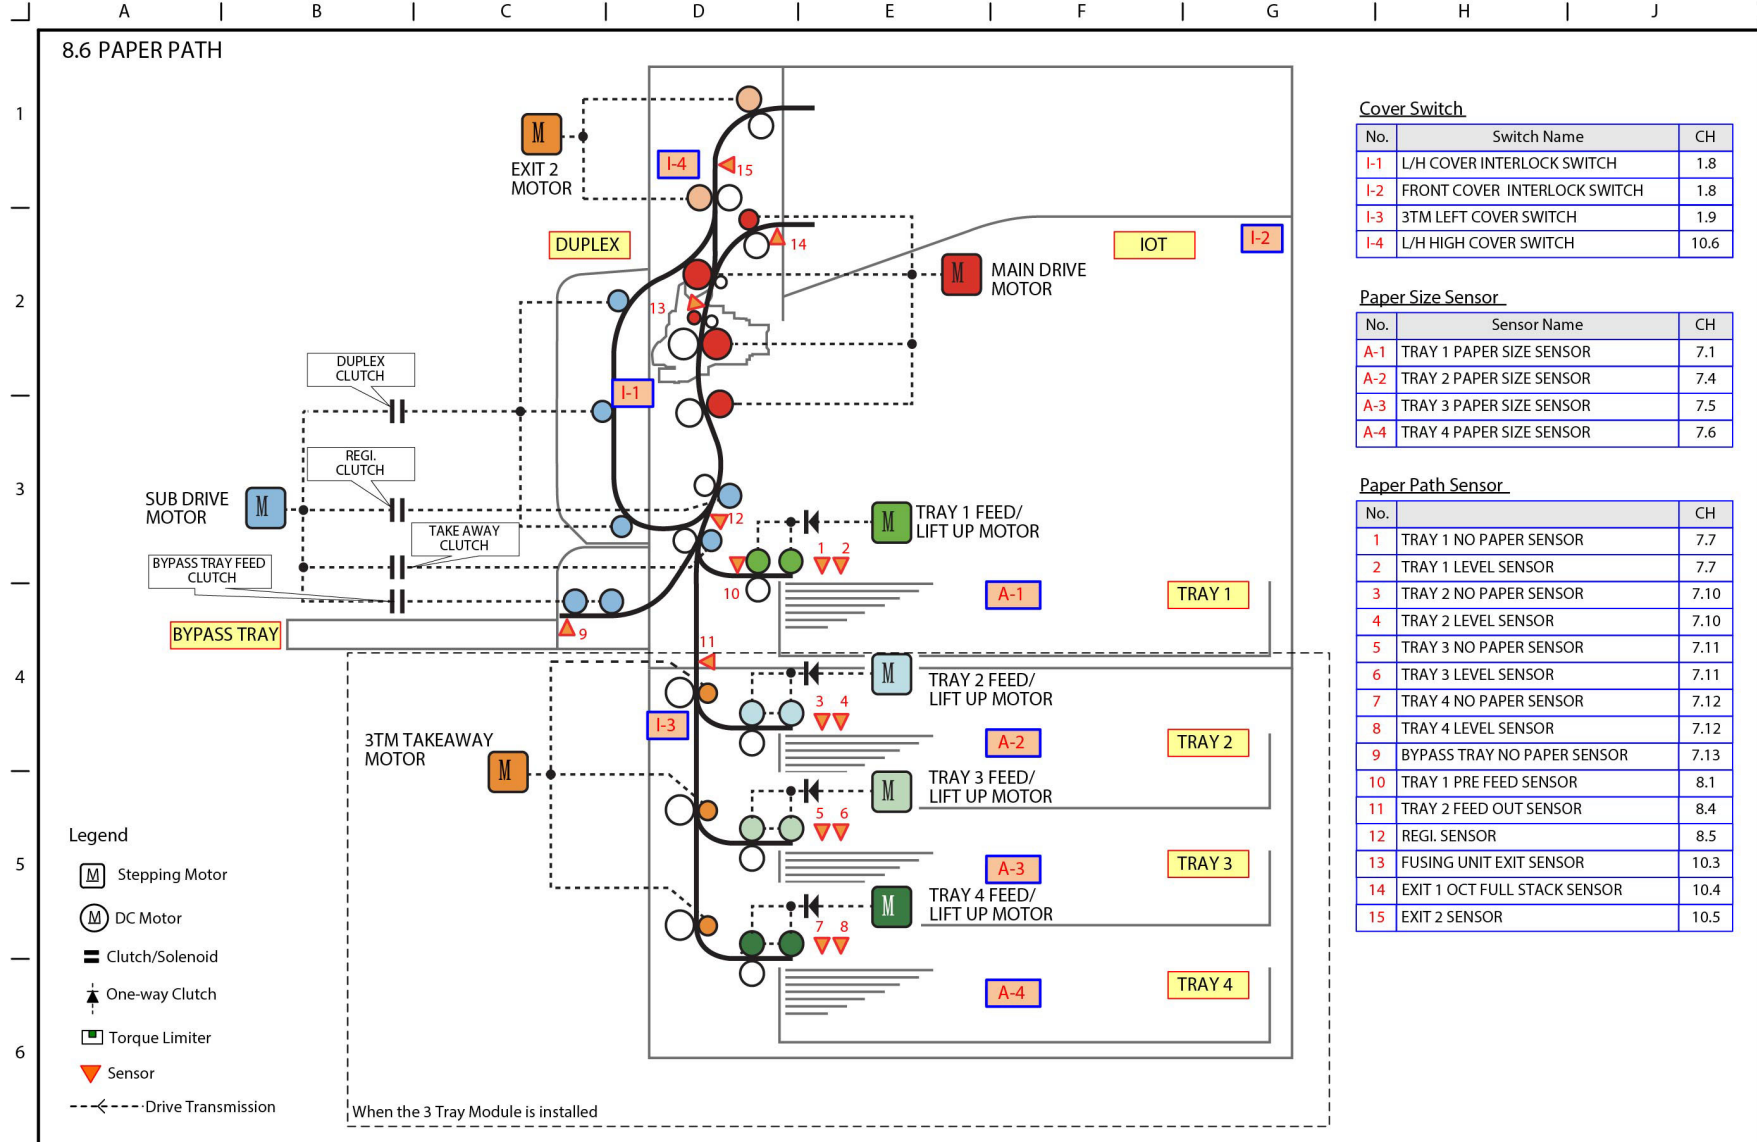 A B C D E F G H J
8.6 PAPER PATH
1
2
3
4
5
6
M
EXIT 2
MOTOR
I-4
15
DUPLEX
14
IOT
I-2
M
MAIN DRIVE
MOTOR
13
DUPLEX
CLUTCH
I-1
REGI.
CLUTCH
SUB DRIVE
MOTOR
M
TAKE AWAY
CLUTCH
BYPASS TRAY FEED
CLUTCH
12
M
TRAY 1 FEED/
LIFT UP MOTOR
1 2
10
A-1
TRAY 1
BYPASS TRAY
9
11
M
TRAY 2 FEED/
LIFT UP MOTOR
3 4
I-3
A-2
TRAY 2
3TM TAKEAWAY
MOTOR
M
M
TRAY 3 FEED/
LIFT UP MOTOR
5 6
A-3
TRAY 3
M
TRAY 4 FEED/
LIFT UP MOTOR
7 8
A-4
TRAY 4
When the 3 Tray Module is installed
Legend
M Stepping Motor
M DC Motor
Clutch/Solenoid
One-way Clutch
Torque Limiter
Sensor
Drive Transmission
Cover Switch
No. Switch Name CH
I-1 L/H COVER INTERLOCK SWITCH 1.8
I-2 FRONT COVER INTERLOCK SWITCH 1.8
I-3 3TM LEFT COVER SWITCH 1.9
I-4 L/H HIGH COVER SWITCH 10.6
Paper Size Sensor
No. Sensor Name CH
A-1 TRAY 1 PAPER SIZE SENSOR 7.1
A-2 TRAY 2 PAPER SIZE SENSOR 7.4
A-3 TRAY 3 PAPER SIZE SENSOR 7.5
A-4 TRAY 4 PAPER SIZE SENSOR 7.6
Paper Path Sensor
No. CH
1 TRAY 1 NO PAPER SENSOR 7.7
2 TRAY 1 LEVEL SENSOR 7.7
3 TRAY 2 NO PAPER SENSOR 7.10
4 TRAY 2 LEVEL SENSOR 7.10
5 TRAY 3 NO PAPER SENSOR 7.11
6 TRAY 3 LEVEL SENSOR 7.11
7 TRAY 4 NO PAPER SENSOR 7.12
8 TRAY 4 LEVEL SENSOR 7.12
9 BYPASS TRAY NO PAPER SENSOR 7.13
10 TRAY 1 PRE FEED SENSOR 8.1
11 TRAY 2 FEED OUT SENSOR 8.4
12 REGI. SENSOR 8.5
13 FUSING UNIT EXIT SENSOR 10.3
14 EXIT 1 OCT FULL STACK SENSOR 10.4
15 EXIT 2 SENSOR 10.5